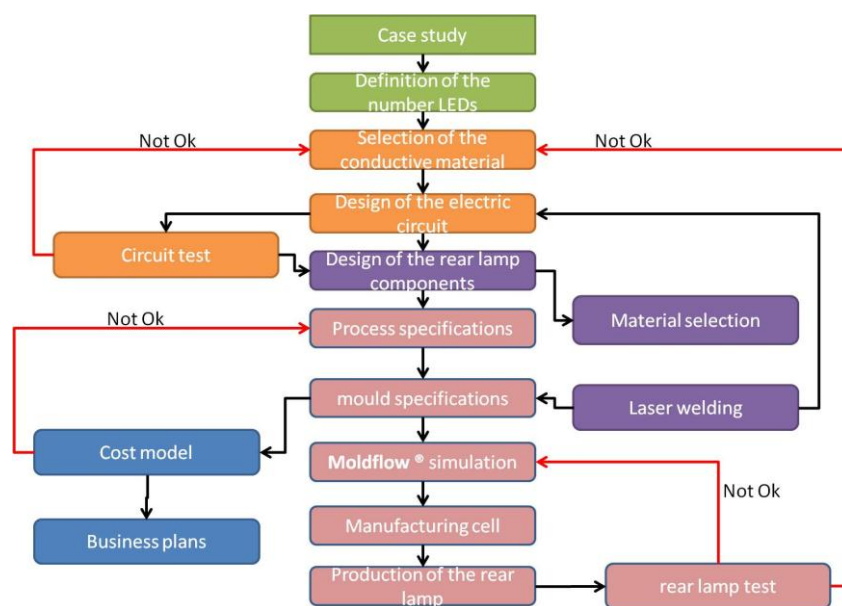 Case study
Definition of the
number LEDs
Not Ok
Selection of the
conductive material
Not Ok
Design of the electric
circuit
Circuit test
Design of the rear lamp
components
Not Ok
Process specifications
Material selection
mould specifications
Laser welding
Cost model
Moldflow ® simulation
Not Ok
Manufacturing cell
Business plans
Production of the rear
lamp
rear lamp test